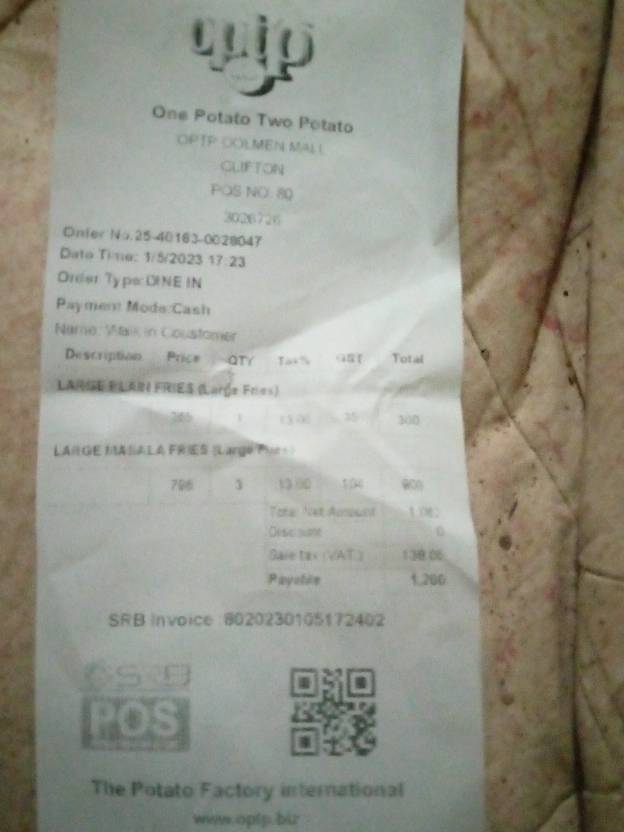 optp
One Potato Two Potato
OPTP DOLMEN MALL
CLIFTON
POS NO. 80
3026726
Order No.25-40163-0028047
Date Time: 1/5/2023 17:23
Order Type:DINE IN
Payment Mode:Cash
Name: Walk in Coustomer
Description Price QTY Tax% GST Total
LARGE PLAIN FRIES (Large Fries)
265 1 13.00 35 300
LARGE MASALA FRIES (Large Fries)
796 3 13.00 104 900
Total Net Amount
Discount 0
Sale tax (VAT)
Payable 1,200
SRB Invoice 8020230105172402
SRB
POS
The Potato Factory international
www.optp.biz